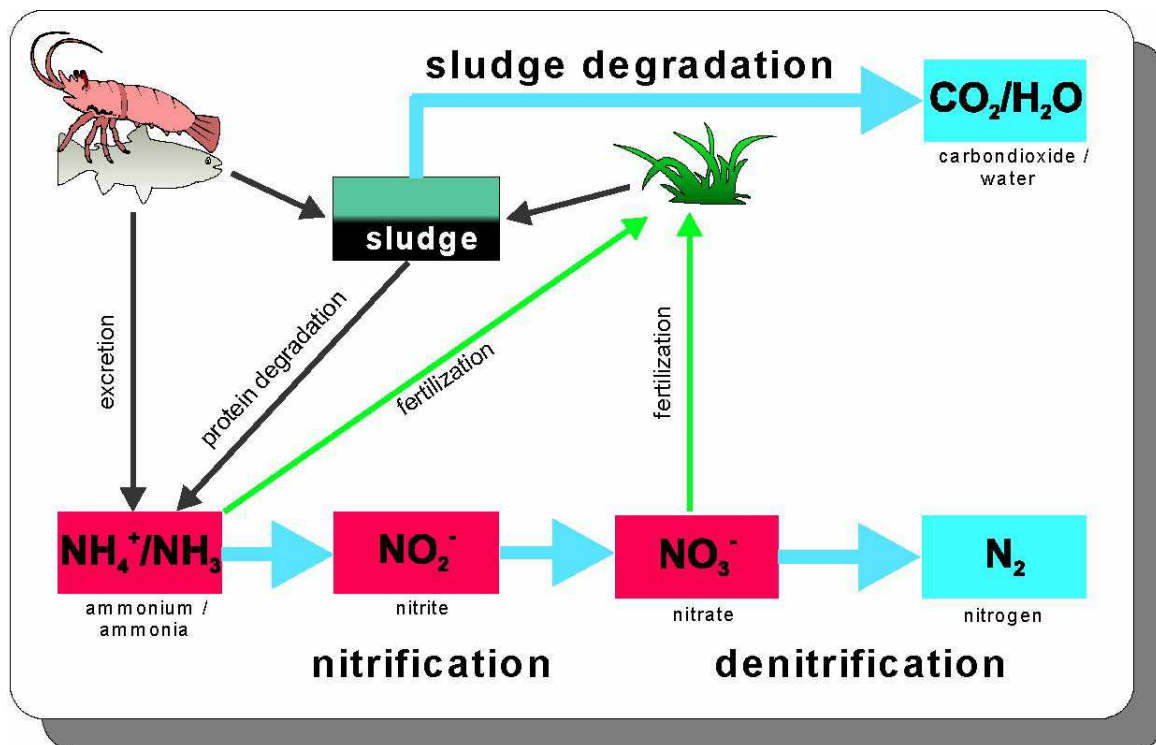 sludge degradation
CO₂/H₂O
carbondioxide /
water
sludge
excretion
protein degradation
fertilization
fertilization
NH₄⁺/NH₃
ammonium /
ammonia
NO₂⁻
nitrite
NO₃⁻
nitrate
N₂
nitrogen
nitrification
denitrification